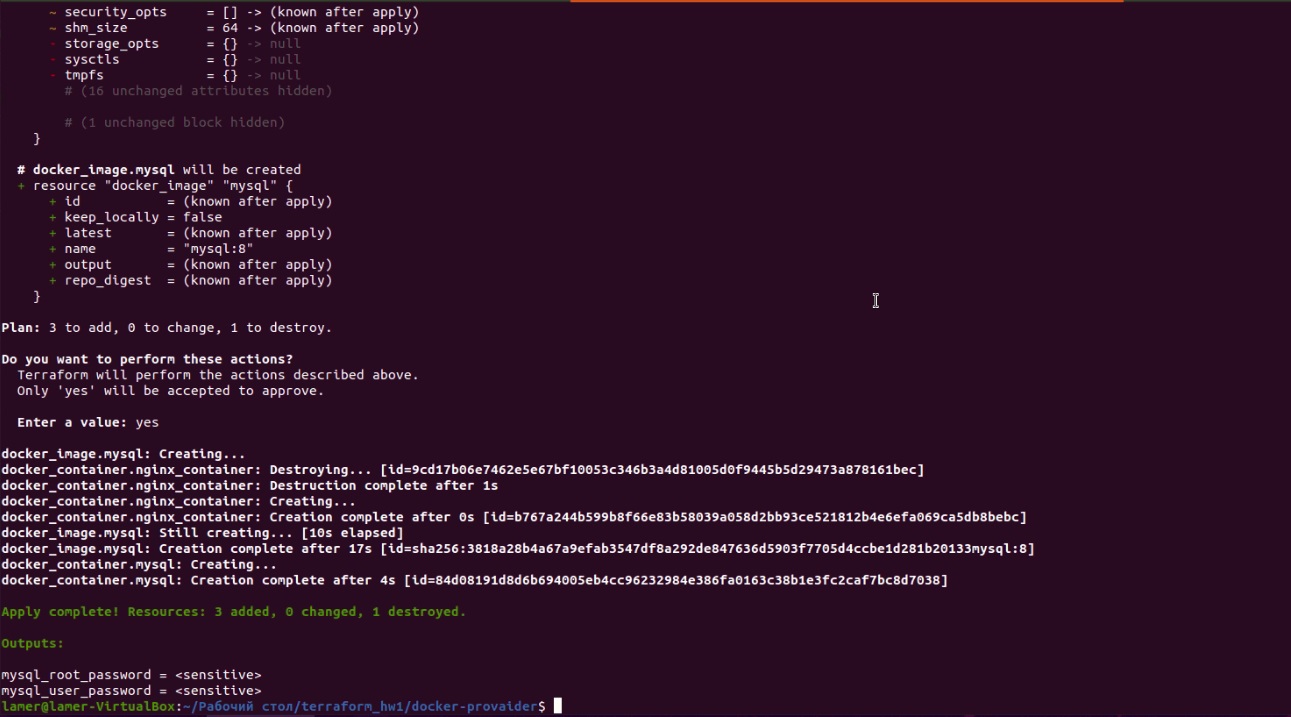 ~ security_opts     = [] -> (known after apply)
~ shm_size          = 64 -> (known after apply)
- storage_opts      = {} -> null
- sysctls           = {} -> null
- tmpfs             = {} -> null
# (16 unchanged attributes hidden)
# (1 unchanged block hidden)
}
# docker_image.mysql will be created
+ resource "docker_image" "mysql" {
+ id           = (known after apply)
+ keep_locally = false
+ latest       = (known after apply)
+ name         = "mysql:8"
+ output       = (known after apply)
+ repo_digest  = (known after apply)
}
Plan: 3 to add, 0 to change, 1 to destroy.
Do you want to perform these actions?
Terraform will perform the actions described above.
Only 'yes' will be accepted to approve.
Enter a value: yes
docker_image.mysql: Creating...
docker_container.nginx_container: Destroying... [id=9cd17b06e7462e5e67bf10053c346b3a4d81005d0f9445b5d29473a878161bec]
docker_container.nginx_container: Destruction complete after 1s
docker_container.nginx_container: Creating...
docker_container.nginx_container: Creation complete after 0s [id=b767a244b599b8f66e83b58039a058d2bb93ce521812b4e6efa069ca5db8bebc]
docker_image.mysql: Still creating... [10s elapsed]
docker_image.mysql: Creation complete after 17s [id=sha256:3818a28b4a67a9efab3547df8a292de847636d5903f7705d4ccbe1d281b20133mysql:8]
docker_container.mysql: Creating...
docker_container.mysql: Creation complete after 4s [id=84d08191d8d6b694005eb4cc96232984e386fa0163c38b1e3fc2caf7bc8d7038]
Apply complete! Resources: 3 added, 0 changed, 1 destroyed.
Outputs:
mysql_root_password = <sensitive>
mysql_user_password = <sensitive>
lamer@lamer-VirtualBox:~/Рабочий стол/terraform_hw1/docker-provaider$